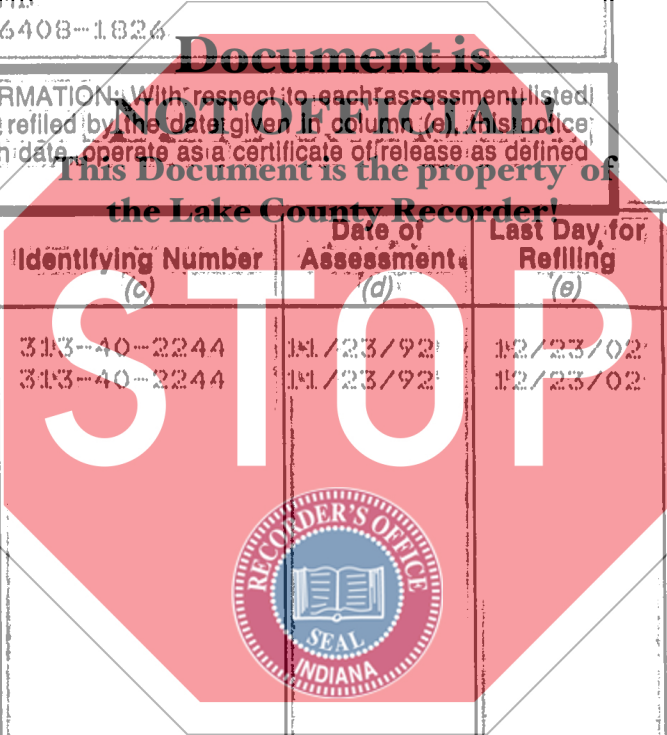 6408-1826
Document is
RMATION: With respect to each assessment listed
NOT OFFICIAL!
refiled by the date given in column (e), this notice
n date, operate as a certificate of release as defined
This Document is the property of
the Lake County Recorder!
Identifying Number
(c)
Date of
Assessment
(d)
Last Day for
Refiling
(e)
313-40-2244 11/23/92 12/23/02
313-40-2244 11/23/92 12/23/02
STOP
RECORDER'S OFFICE
SEAL
INDIANA